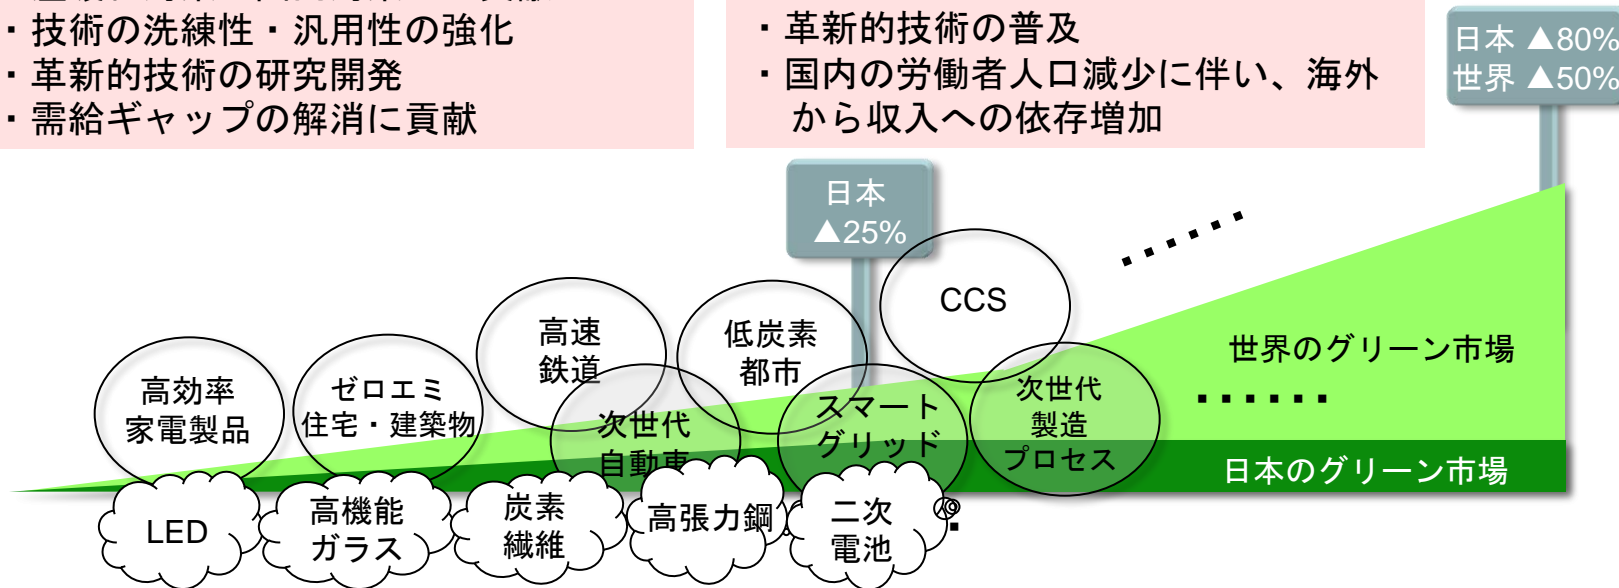 ・技術の洗練性・汎用性の強化
・革新的技術の研究開発
・需給ギャップの解消に貢献
・革新的技術の普及
・国内の労働者人口減少に伴い、海外
から収入への依存増加
日本 ▲80%
世界 ▲50%
日本
▲25%
CCS
高速
鉄道
低炭素
都市
高効率
家電製品
ゼロエミ
住宅・建築物
次世代
自動車
スマート
グリッド
次世代
製造
プロセス
世界のグリーン市場
日本のグリーン市場
LED
高機能
ガラス
炭素
繊維
高張力鋼
二次
電池